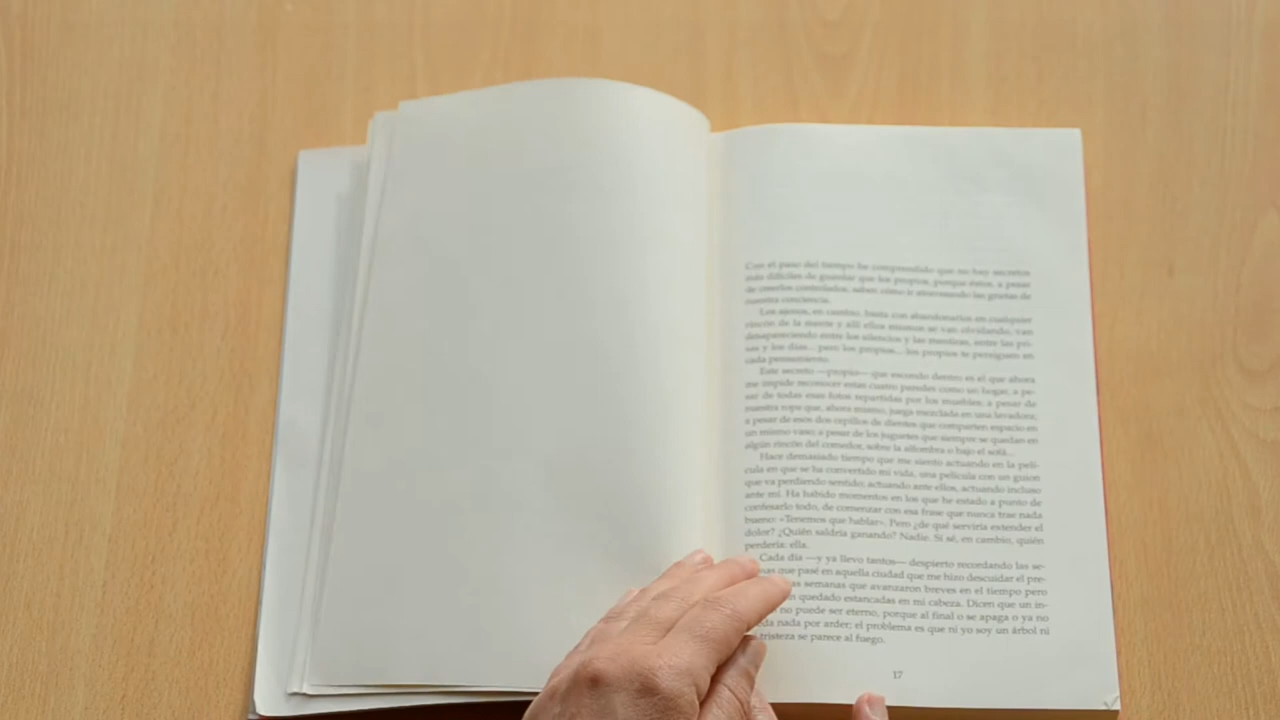 Con el paso del tiempo he comprendido que no hay secretos
más difíciles de guardar que los propios, porque éstos, a pesar
de creerlos controlados, saben cómo ir atravesando las grietas de
nuestra conciencia.
Los ajenos, en cambio, basta con abandonarlos en cualquier
rincón de la mente y allí ellos mismos se van olvidando, van
desapareciendo entre los silencios y las mentiras, entre las pri-
sas y los días... pero los propios... los propios te persiguen en
cada pensamiento.
Este secreto —propio— que escondo dentro es el que ahora
me impide reconocer estas cuatro paredes como un hogar, a pe-
sar de todas esas fotos repartidas por los muebles; a pesar de
nuestra ropa que, ahora mismo, juega mezclada en una lavadora;
a pesar de esos dos cepillos de dientes que comparten espacio en
un mismo vaso; a pesar de los juguetes que siempre se quedan en
algún rincón del comedor, sobre la alfombra o bajo el sofá...
Hace demasiado tiempo que me siento actuando en la pelí-
cula en que se ha convertido mi vida, una película con un guion
que va perdiendo sentido; actuando ante ellos, actuando incluso
ante mí. Ha habido momentos en los que he estado a punto de
confesarlo todo, de comenzar con esa frase que nunca trae nada
bueno: «Tenemos que hablar». Pero ¿de qué serviría extender el
dolor? ¿Quién saldría ganando? Nadie. Sí sé, en cambio, quién
perdería: ella.
Cada día —y ya llevo tantos— despierto recordando las se-
que pasé en aquella ciudad que me hizo descuidar el pre-
semanas que avanzaron breves en el tiempo pero
quedado estancadas en mi cabeza. Dicen que un in-
no puede ser eterno, porque al final o se apaga o ya no
nada por arder; el problema es que ni yo soy un árbol ni
tristeza se parece al fuego.
17